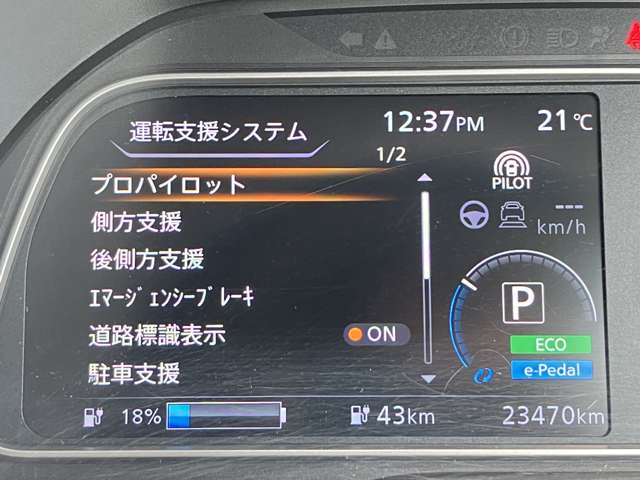 運転支援システム
12:37PM
21℃
1/2
プロパイロット
側方支援
後側方支援
ｴﾏｰｼﾞｪﾝｼｰﾌﾞﾚｰｷ
道路標識表示
ON
駐車支援
PILOT
---
km/h
P
ECO
e-Pedal
18%
43km
23470km